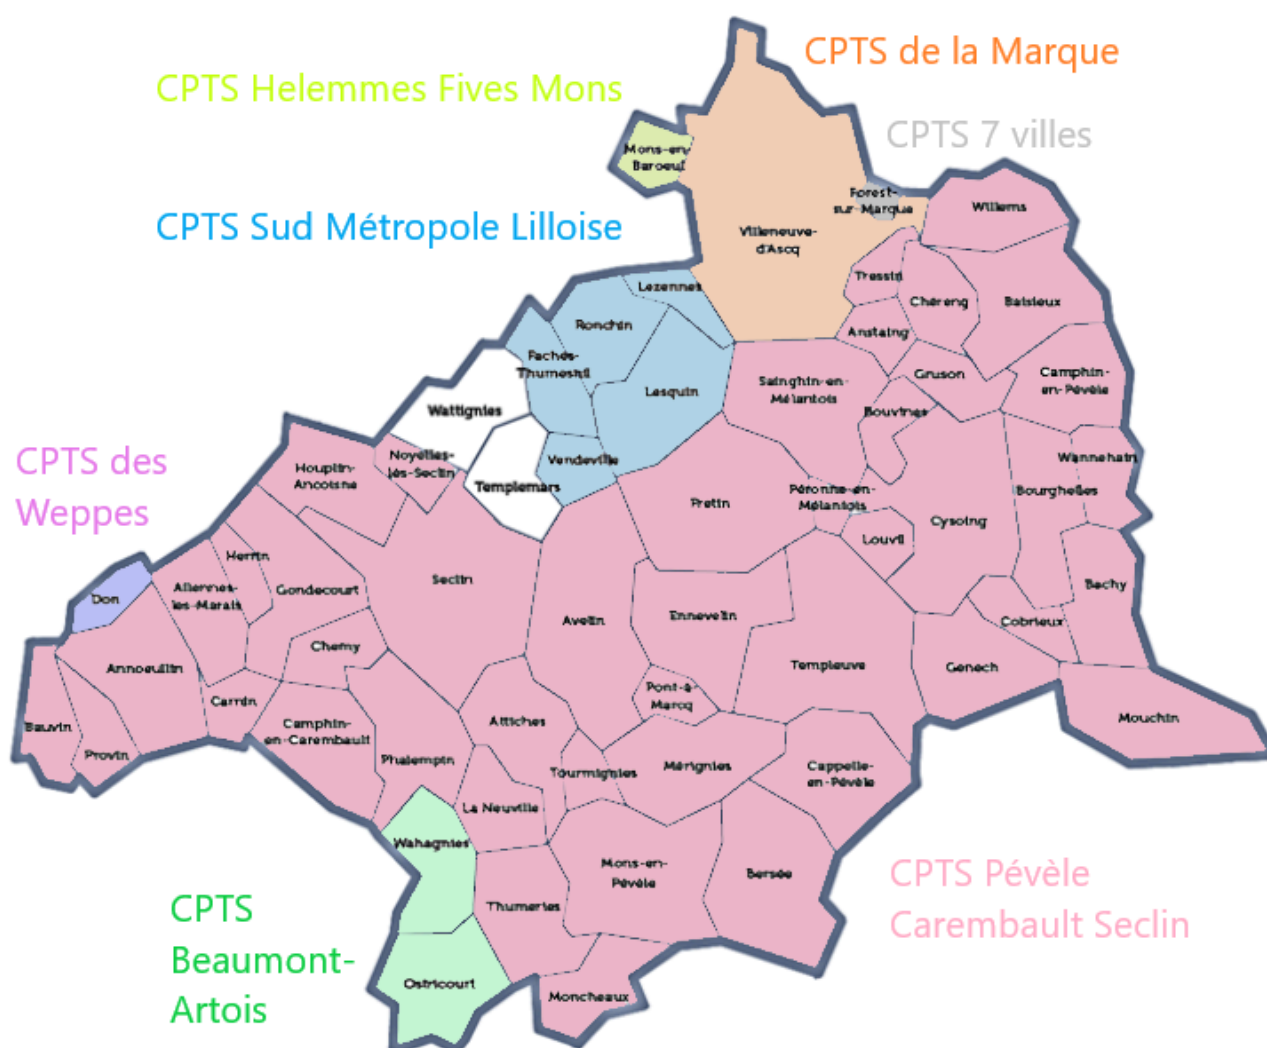 CPTS de la Marque
CPTS Helemmes Fives Mons
CPTS 7 villes
Mons-en-
Baroeul
Forest-
sur-Marque
Willems
CPTS Sud Métropole Lilloise
Villeneuve-
d'Ascq
Tressin
Lezennes
Chéreng
Baisieux
Ronchin
Anstaing
Faches-
Thumesnil
Gruson
Camphin-
en-Pévèle
Sainghin-en-
Mélantois
Lesquin
Wattignies
Bouvines
CPTS des
Weppes
Noyelles-
lès-Seclin
Houplin-
Ancoisne
Vendeville
Wannehain
Templemars
Péronne-en-
Mélantois
Bourghelles
Fretin
Cysoing
Louvil
Herrin
Seclin
Allennes-
les-Marais
Gondecourt
Bachy
Don
Ennevelin
Avelin
Cobrieux
Chemy
Annoeullin
Templeuve
Genech
Pont-à-
Marcq
Carnin
Attiches
Mouchin
Bauvin
Camphin-
en-Carembault
Provin
Phalempin
Tourmignies
Mérignies
Cappelle-
en-Pévèle
La Neuville
Wahagnies
Mons-en-
Pévèle
Bersée
CPTS Pévèle
Carembault Seclin
CPTS
Beaumont-
Artois
Thumeries
Ostricourt
Moncheaux